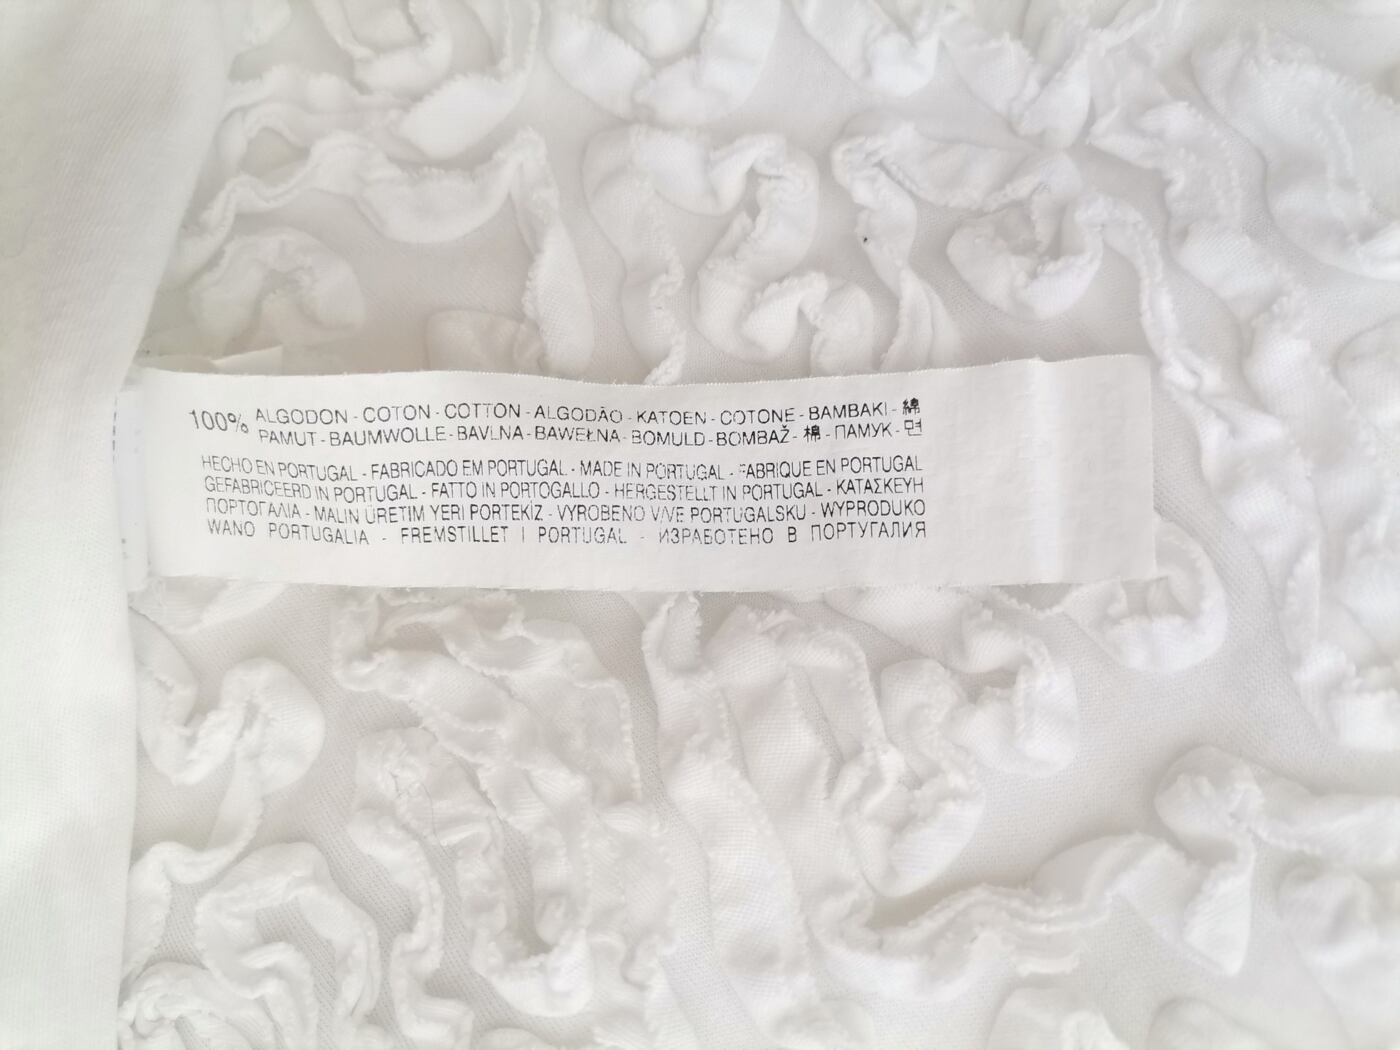 100% ALGODON - COTON - COTTON - ALGODÃO - KATOEN - COTONE - BAMBAKI - 綿
PAMUT - BAUMWOLLE - BAVLNA - BAWEŁNA - BOMULD - BOMBAŽ - 棉 - ПАМУК - 면
HECHO EN PORTUGAL - FABRICADO EM PORTUGAL - MADE IN PORTUGAL - FABRIQUE EN PORTUGAL
GEFABRICEERD IN PORTUGAL - FATTO IN PORTOGALLO - HERGESTELLT IN PORTUGAL - ΚΑΤΑΣΚΕΥΗ
ΠΟΡΤΟΓΑΛΙΑ - MALIN ÜRETIM YERI PORTEKIZ - VYROBENO V/VE PORTUGALSKU - WYPRODUKO
WANO PORTUGALIA - FREMSTILLET I PORTUGAL - ИЗРАБОТЕНО В ПОРТУГАЛИЯ